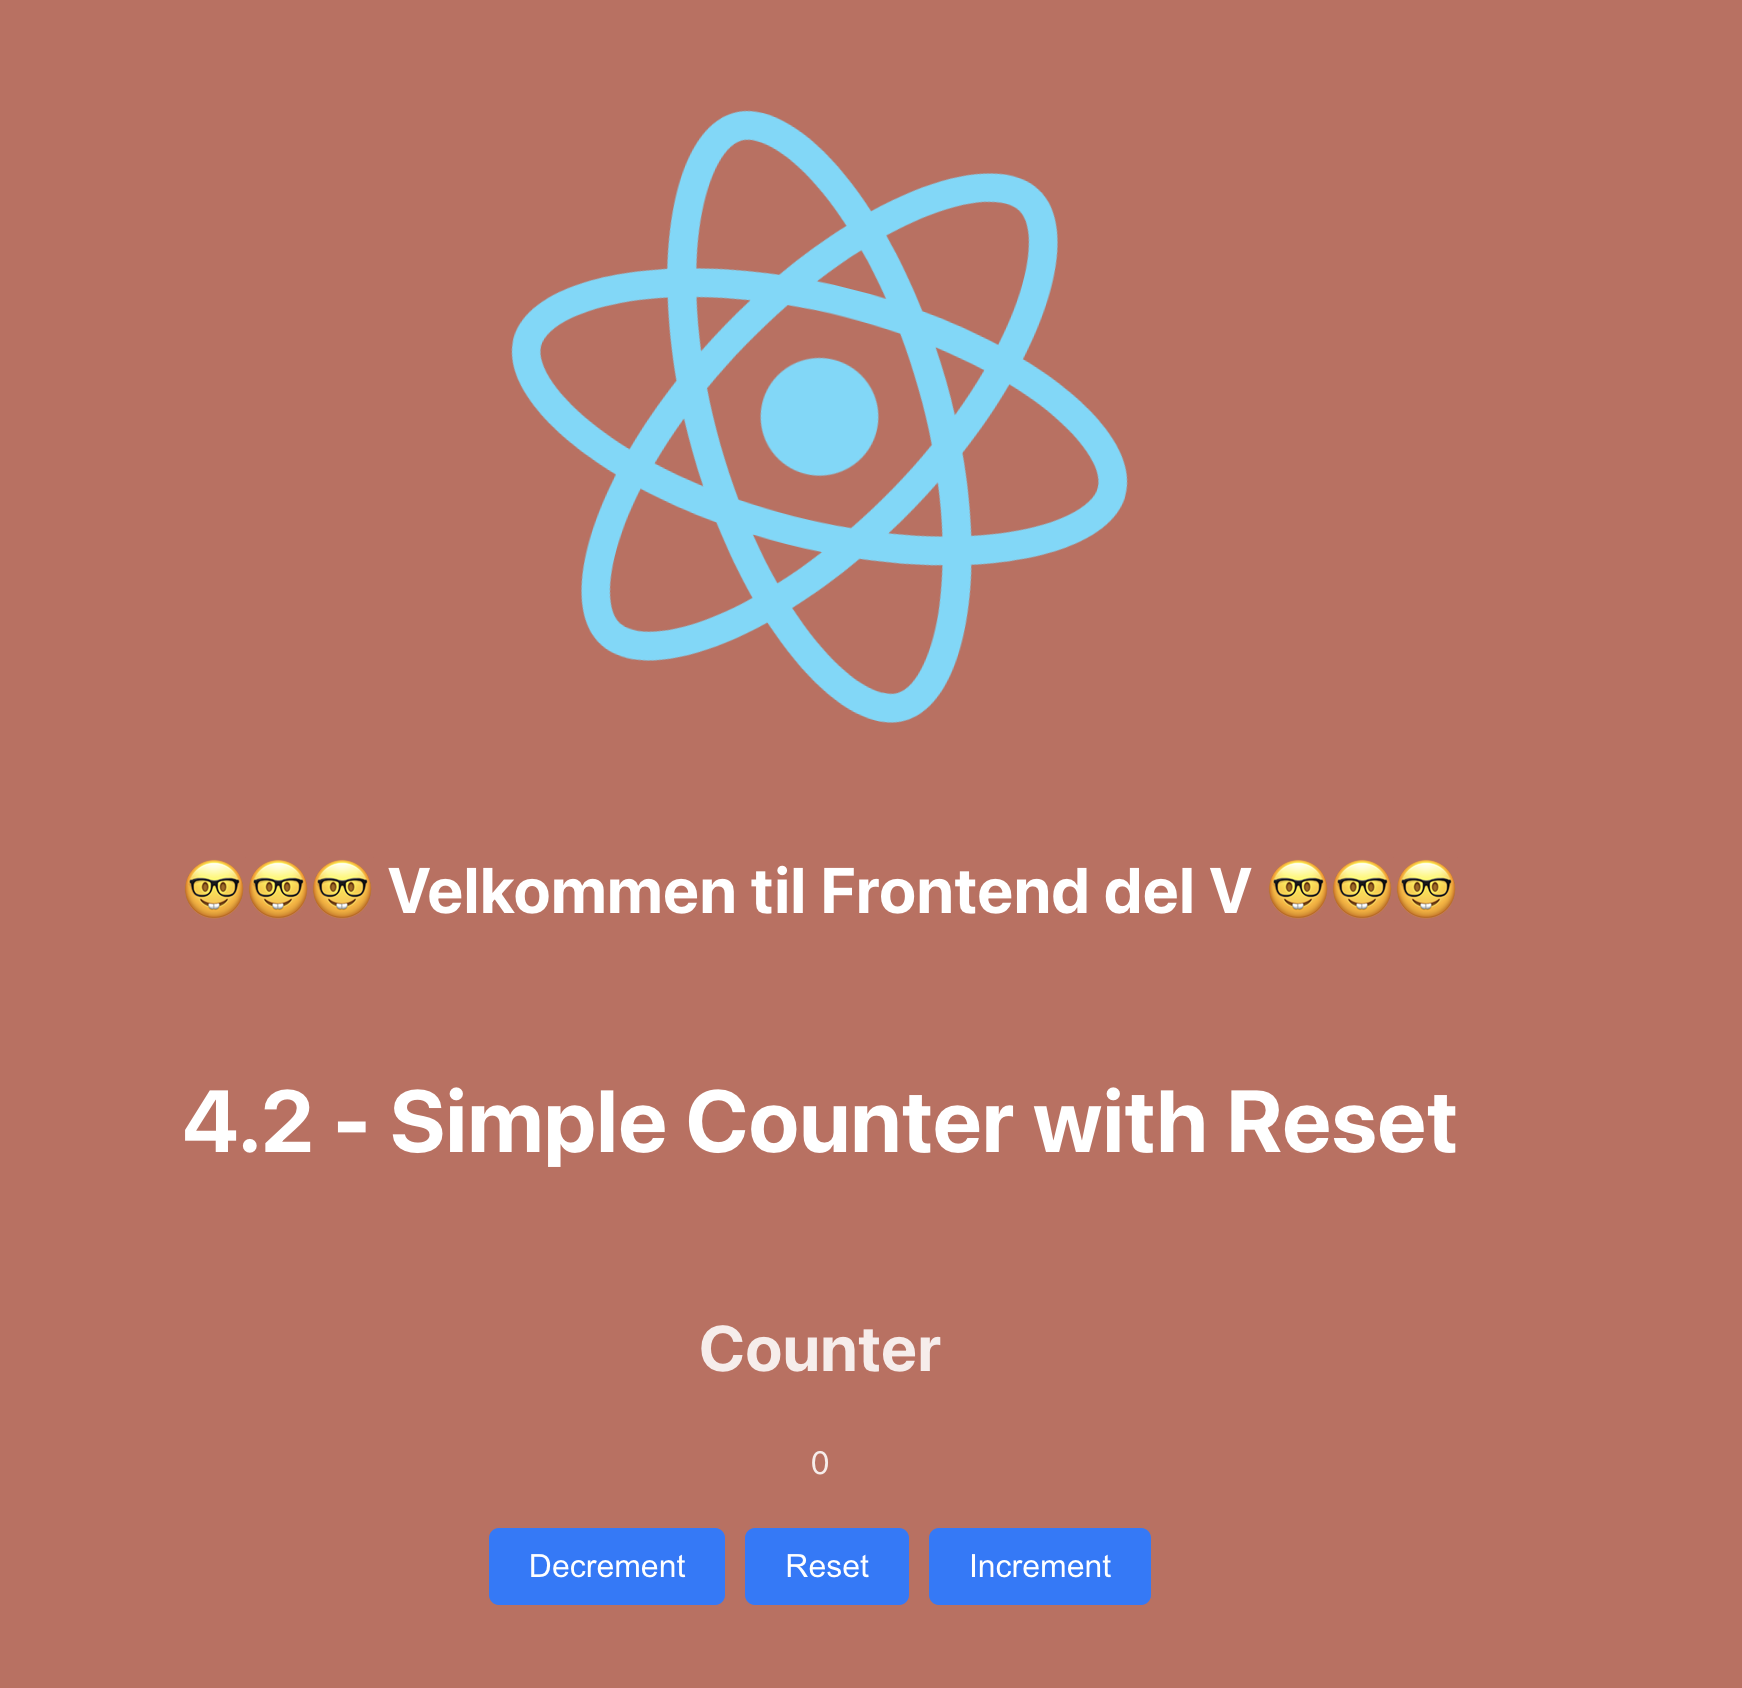 🤓🤓🤓 Velkommen til Frontend del V 🤓🤓🤓
4.2 - Simple Counter with Reset
Counter
0
Decrement Reset Increment